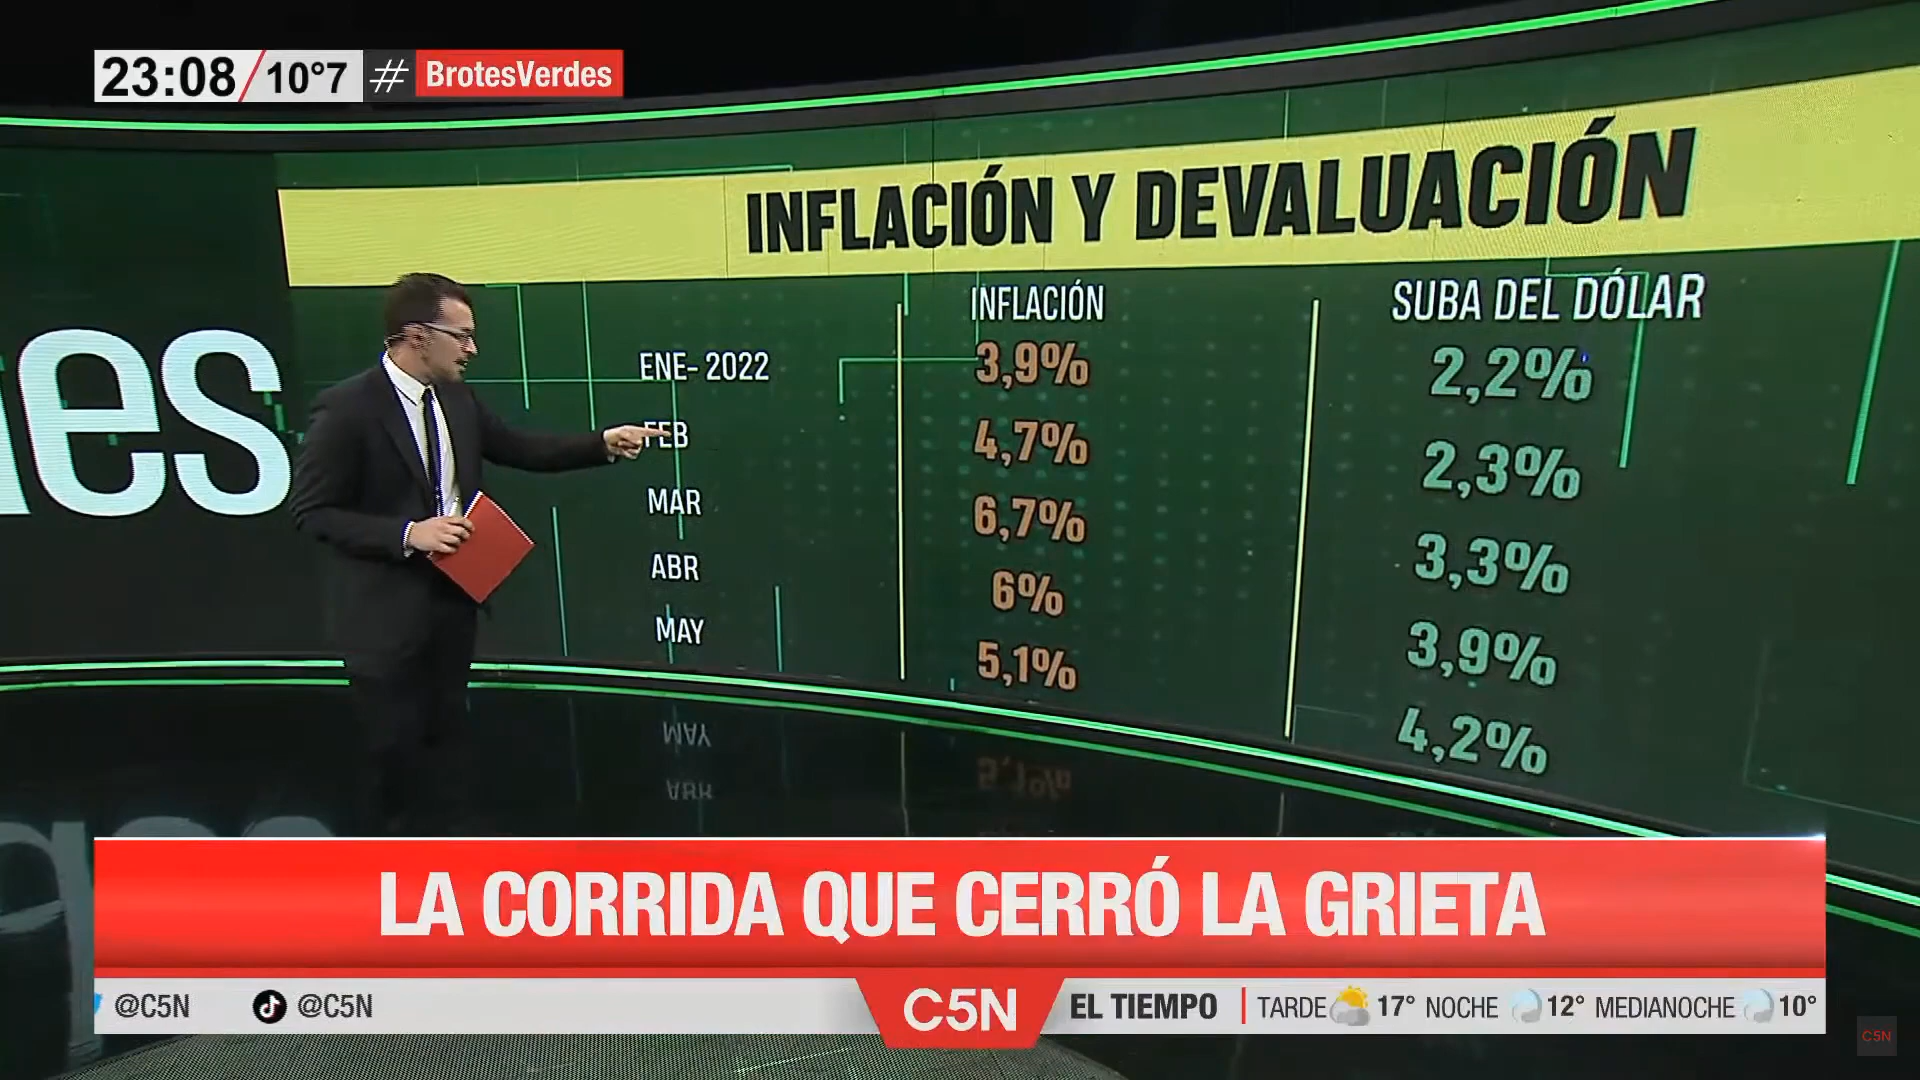 23:08/10°7 # BrotesVerdes
INFLACIÓN Y DEVALUACIÓN
INFLACIÓN SUBA DEL DÓLAR
ENE- 2022 3,9% 2,2%
FEB 4,7% 2,3%
MAR 6,7% 3,3%
ABR 6% 3,9%
MAY 5,1% 4,2%
es
LA CORRIDA QUE CERRÓ LA GRIETA
@C5N @C5N C5N EL TIEMPO | TARDE 17° NOCHE 12° MEDIANOCHE 10°
C5N